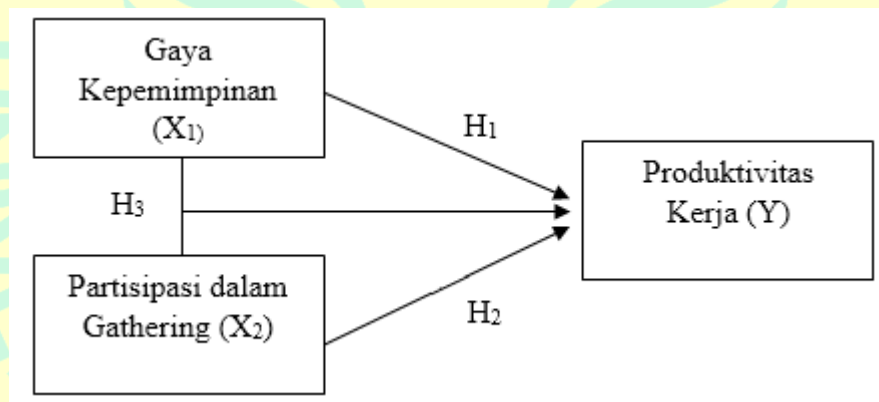 Gaya
Kepemimpinan
(X₁)
H₁
Produktivitas
Kerja (Y)
H₃
Partisipasi dalam
Gathering (X₂)
H₂